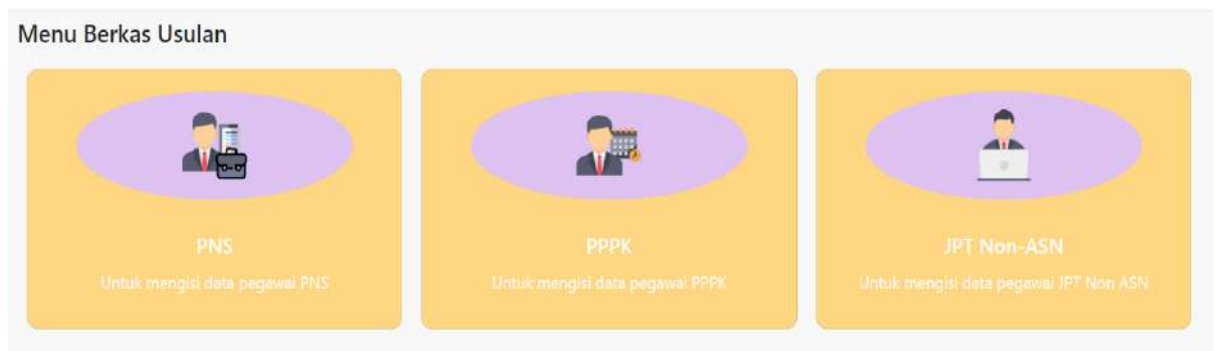 Menu Berkas Usulan
PNS
Untuk mengisi data pegawai PNS
PPPK
Untuk mengisi data pegawai PPPK
JPT Non-ASN
Untuk mengisi data pegawai JPT Non ASN